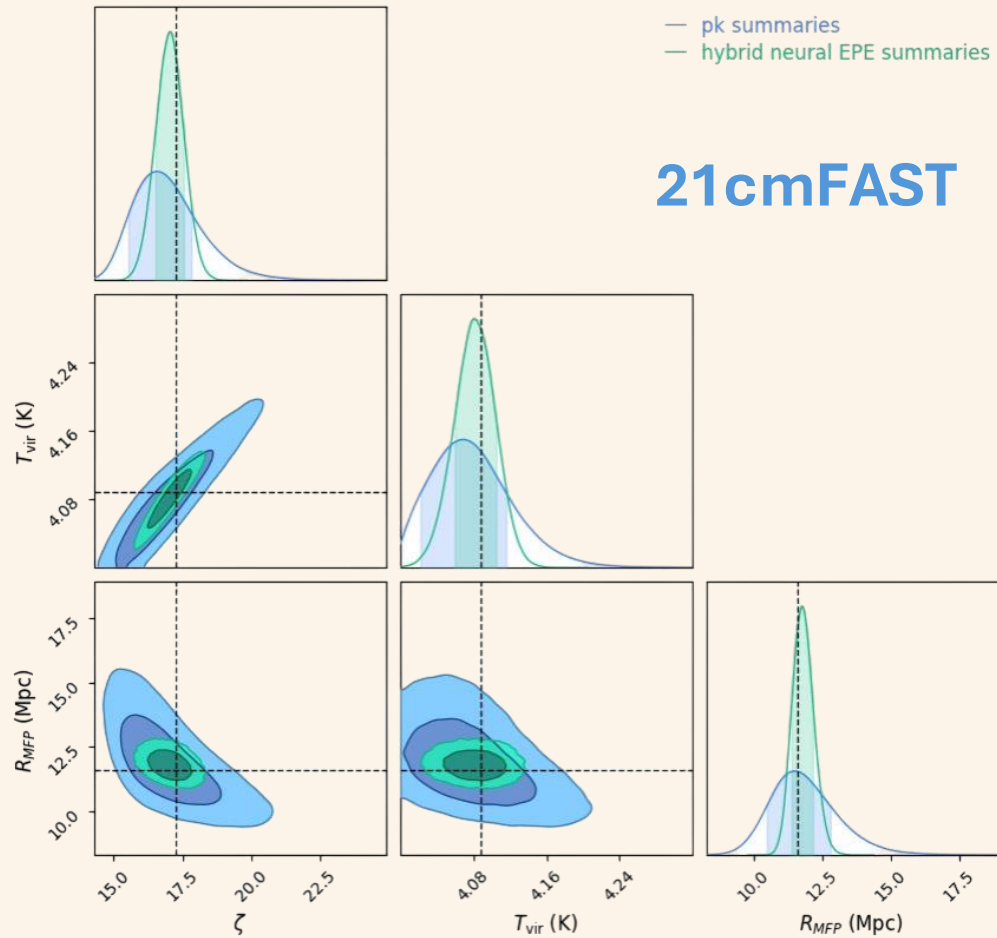 pk summaries
hybrid neural EPE summaries
21cmFAST
4.24
4.16
4.08
T_vir (K)
17.5
15.0
12.5
10.0
R_MFP (Mpc)
15.0 17.5 20.0 22.5
ζ
4.08 4.16 4.24
T_vir (K)
10.0 12.5 15.0 17.5
R_MFP (Mpc)